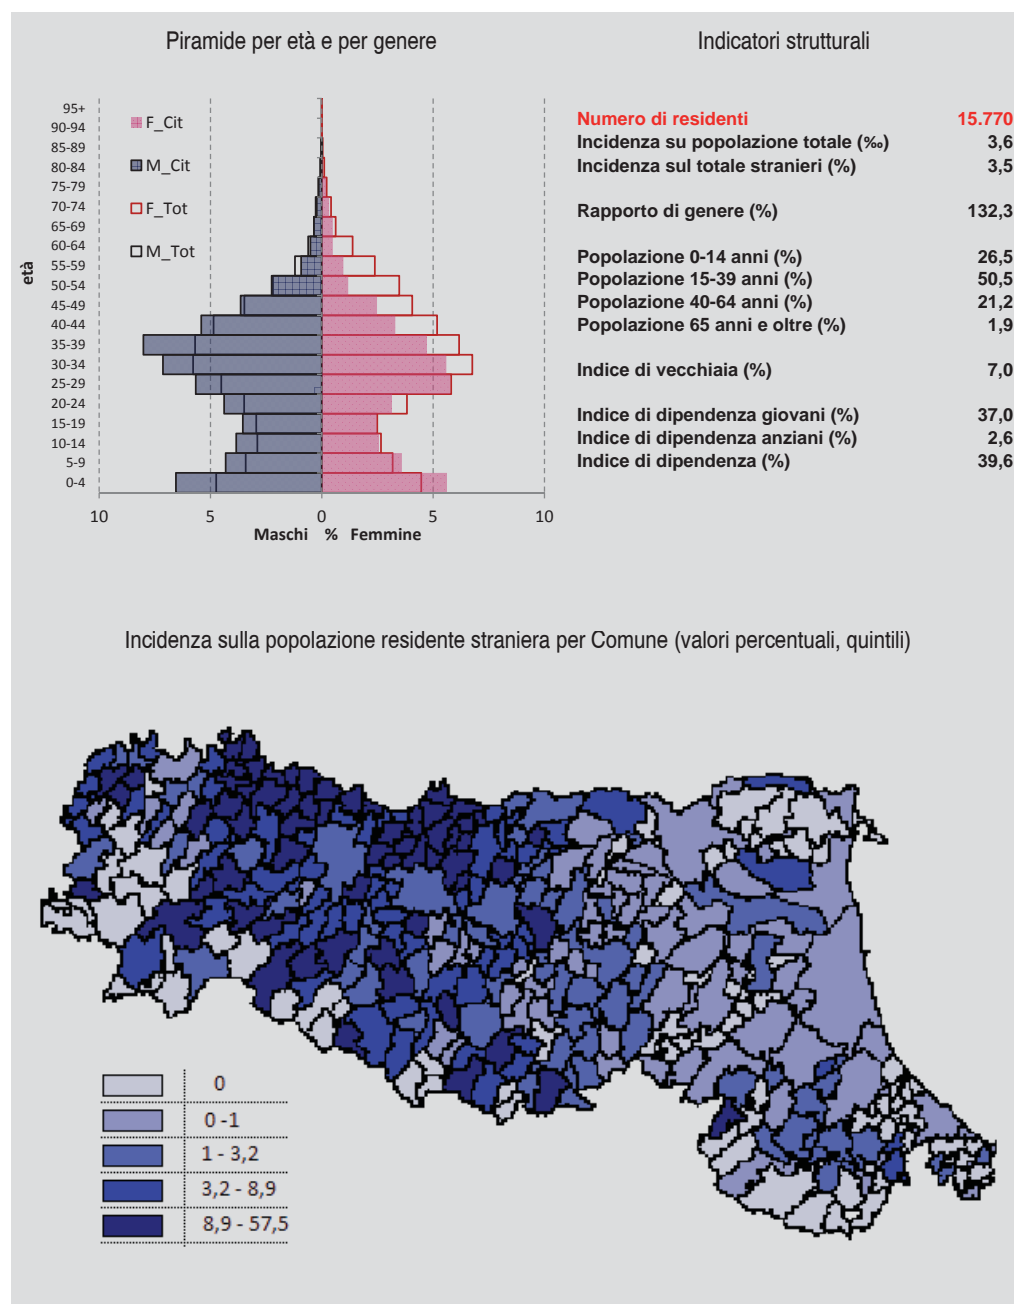 Piramide per età e per genere
Indicatori strutturali
età
95+
90-94
85-89
80-84
75-79
70-74
65-69
60-64
55-59
50-54
45-49
40-44
35-39
30-34
25-29
20-24
15-19
10-14
5-9
0-4
F_Cit
M_Cit
F_Tot
M_Tot
10 5 0 5 10
Maschi % Femmine
Numero di residenti 15.770
Incidenza su popolazione totale (‰) 3,6
Incidenza sul totale stranieri (%) 3,5
Rapporto di genere (%) 132,3
Popolazione 0-14 anni (%) 26,5
Popolazione 15-39 anni (%) 50,5
Popolazione 40-64 anni (%) 21,2
Popolazione 65 anni e oltre (%) 1,9
Indice di vecchiaia (%) 7,0
Indice di dipendenza giovani (%) 37,0
Indice di dipendenza anziani (%) 2,6
Indice di dipendenza (%) 39,6
Incidenza sulla popolazione residente straniera per Comune (valori percentuali, quintili)
0
0 -1
1 - 3,2
3,2 - 8,9
8,9 - 57,5